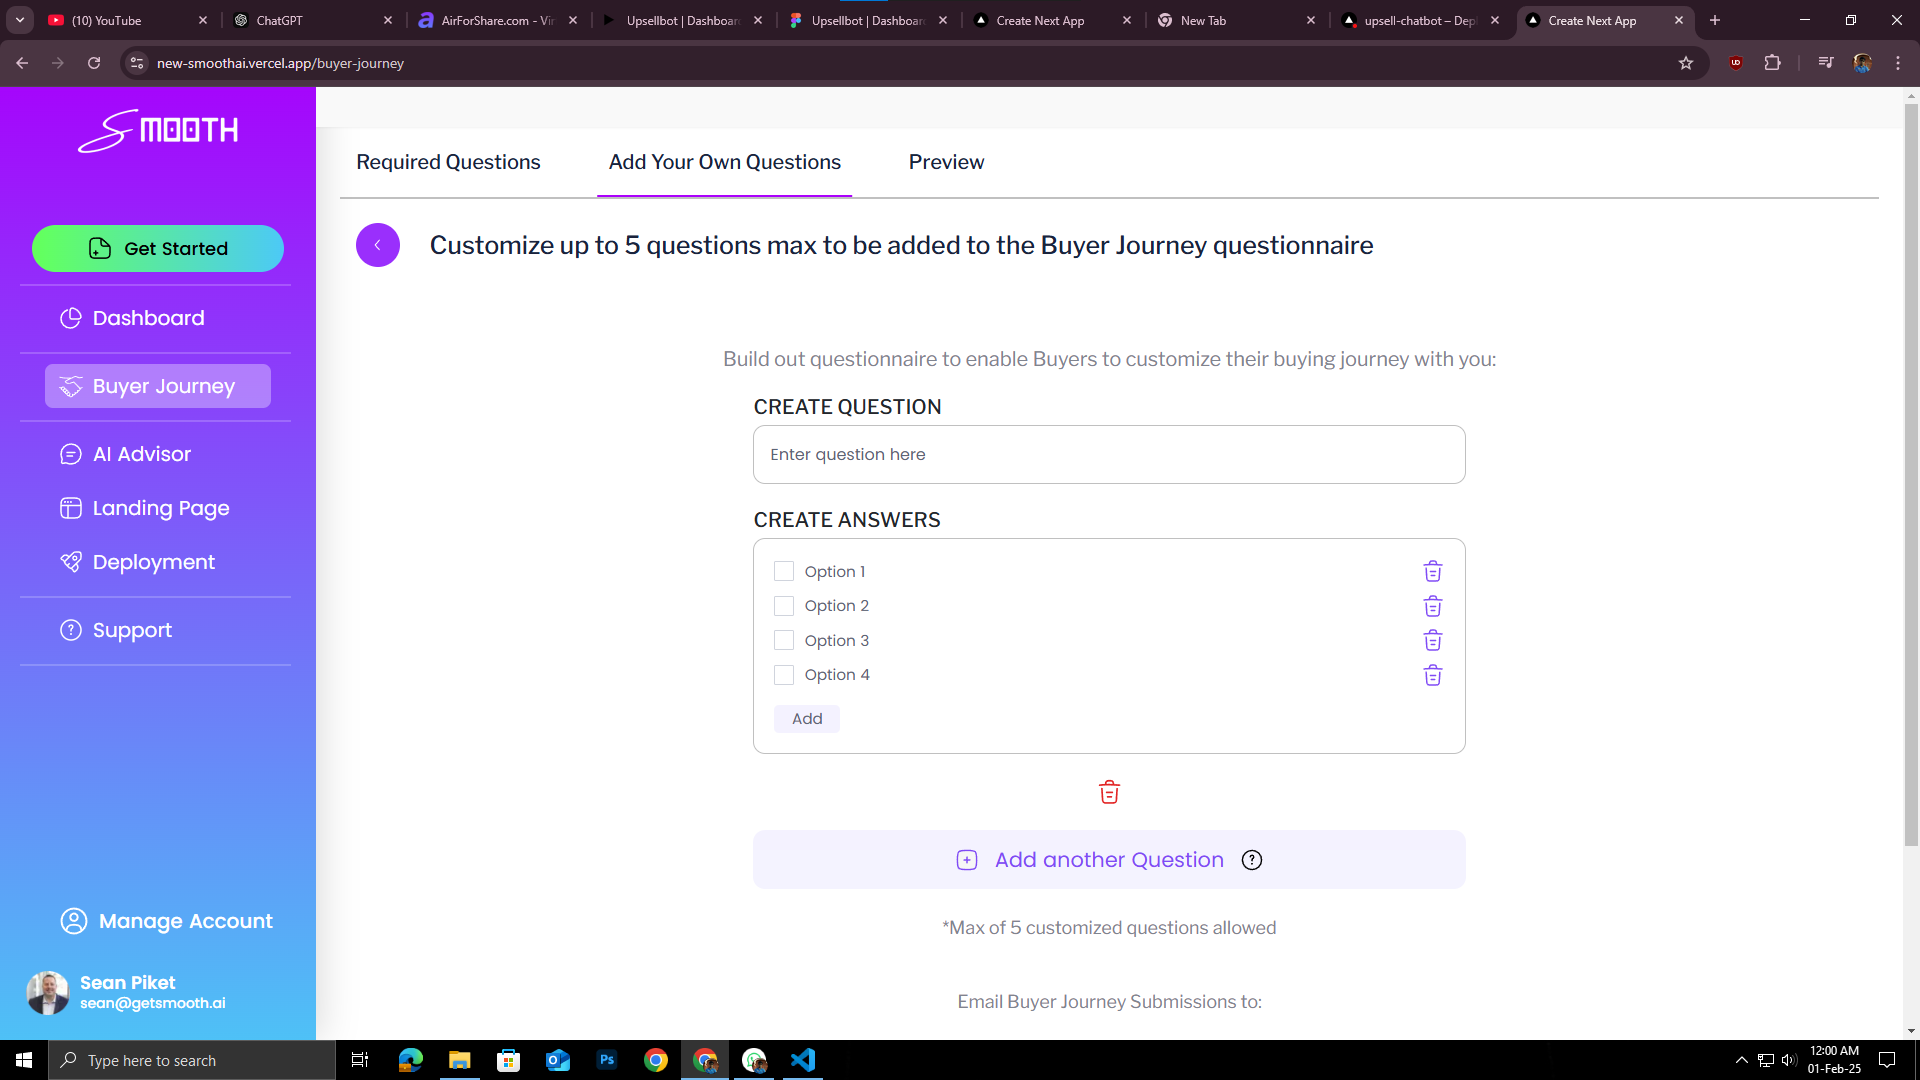 (10) YouTube
ChatGPT
AirForShare.com - Vir
Upsellbot | Dashboard
Upsellbot | Dashboar
Create Next App
New Tab
upsell-chatbot – Dep
Create Next App
new-smoothai.vercel.app/buyer-journey
SMOOTH
Get Started
Dashboard
Buyer Journey
AI Advisor
Landing Page
Deployment
Support
Manage Account
Sean Piket
sean@getsmooth.ai
Required Questions
Add Your Own Questions
Preview
Customize up to 5 questions max to be added to the Buyer Journey questionnaire
Build out questionnaire to enable Buyers to customize their buying journey with you:
CREATE QUESTION
Enter question here
CREATE ANSWERS
Option 1
Option 2
Option 3
Option 4
Add
Add another Question ?
*Max of 5 customized questions allowed
Email Buyer Journey Submissions to:
Type here to search
Ps
12:00 AM
01-Feb-25